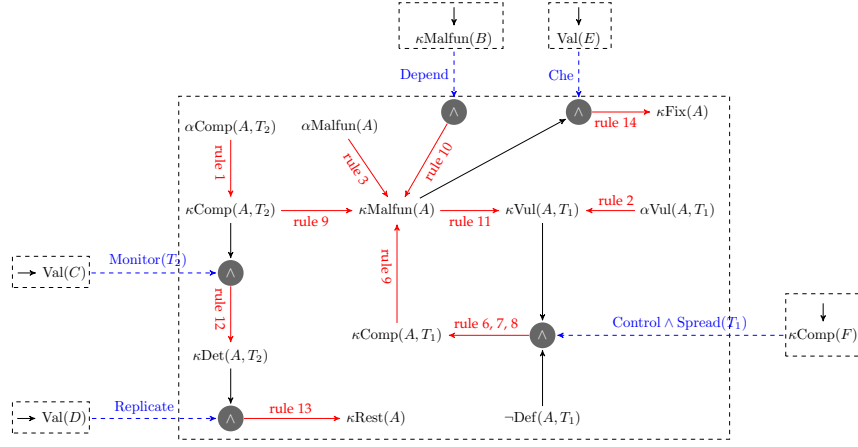 κMalfun(B)
Val(E)
Depend
Che
∧
∧
rule 14
κFix(A)
αComp(A, T₂)
αMalfun(A)
rule 1
rule 3
rule 10
κComp(A, T₂)
rule 9
κMalfun(A)
rule 11
κVul(A, T₁)
rule 2
αVul(A, T₁)
Val(C)
Monitor(T₂)
∧
rule 9
rule 12
κComp(A, T₁)
rule 6, 7, 8
∧
Control ∧ Spread(T₁)
κComp(F)
κDet(A, T₂)
Val(D)
Replicate
∧
rule 13
κRest(A)
¬Def(A, T₁)